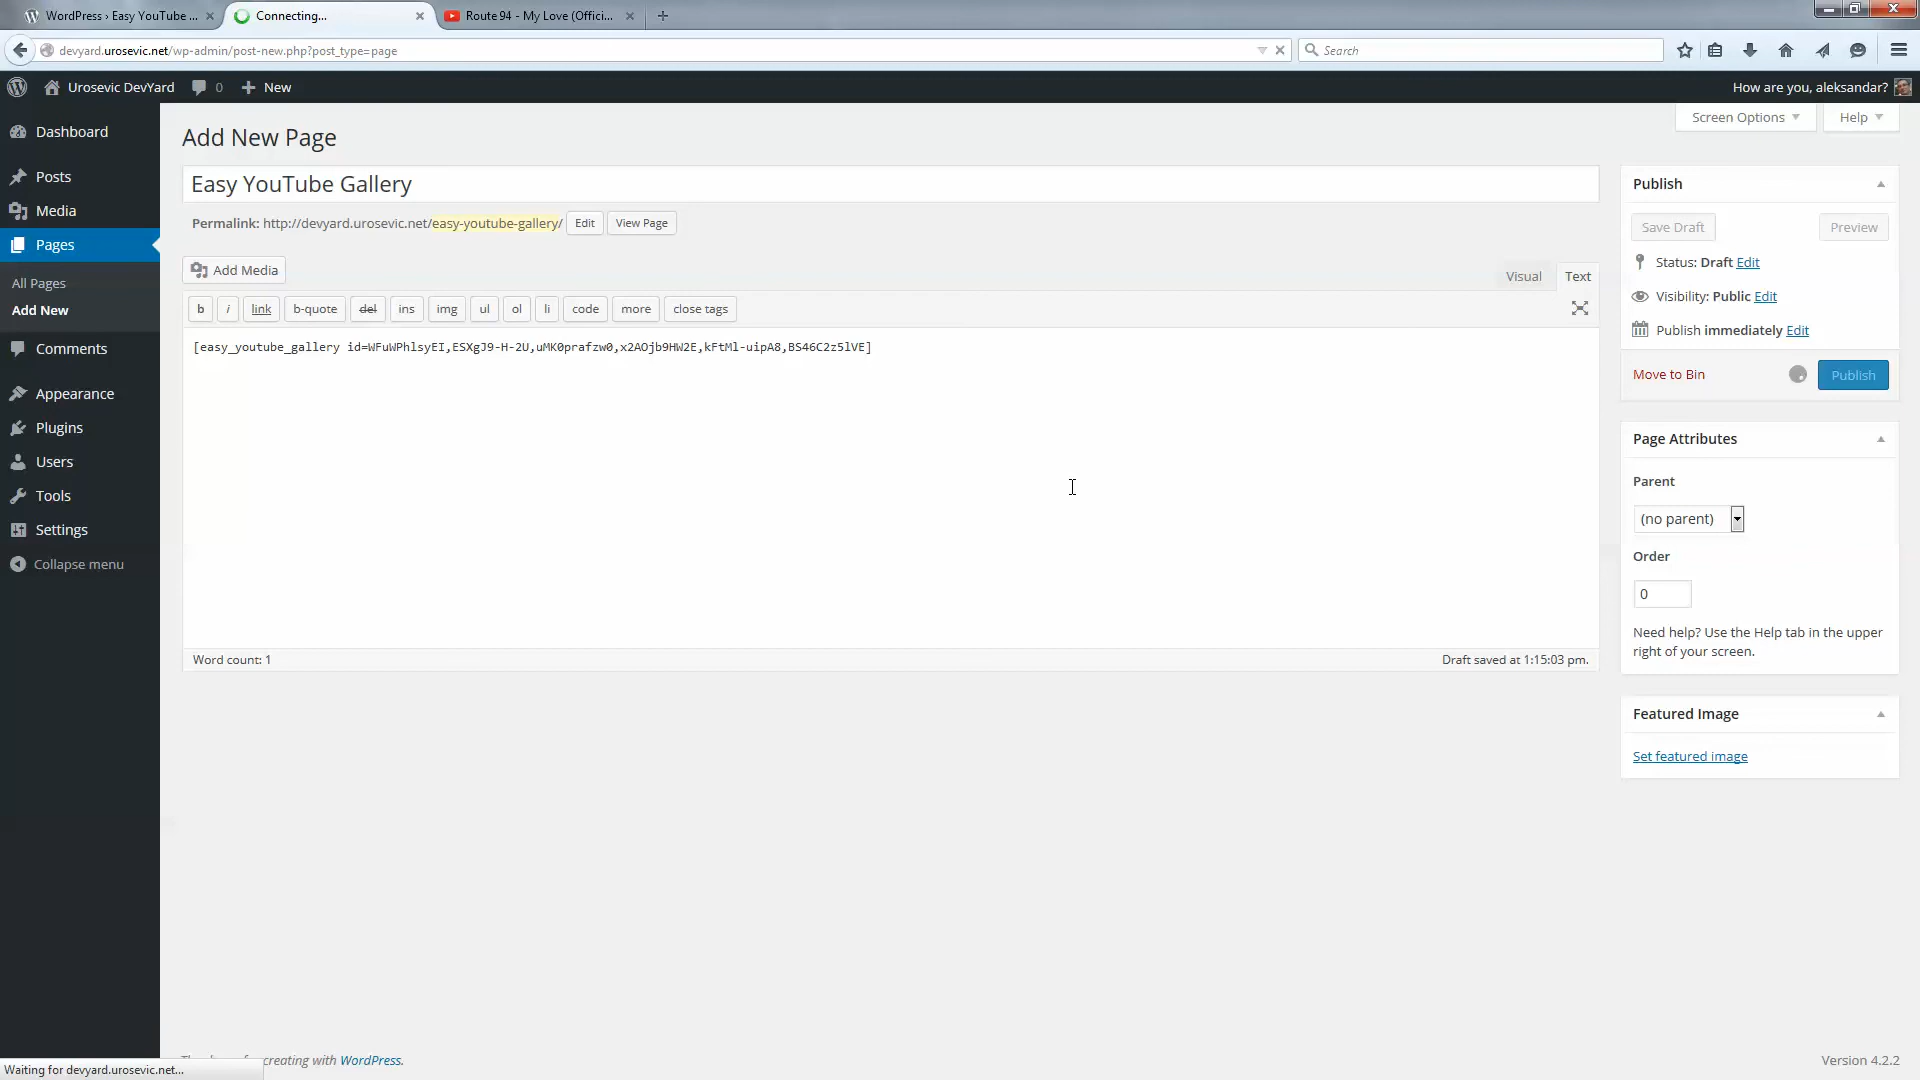 WordPress › Easy YouTube ...
Connecting...
Route 94 - My Love (Offici...
devyard.urosevic.net/wp-admin/post-new.php?post_type=page
Search
Urosevic DevYard
0
New
How are you, aleksandar?
Dashboard
Posts
Media
Pages
All Pages
Add New
Comments
Appearance
Plugins
Users
Tools
Settings
Collapse menu
Screen Options
Help
Add New Page
Easy YouTube Gallery
Permalink: http://devyard.urosevic.net/easy-youtube-gallery/ Edit View Page
Add Media
Visual Text
b i link b-quote del ins img ul ol li code more close tags
[easy_youtube_gallery id=WFuWPhlsyEI,ESXgJ9-H-2U,uMK0prafzw0,x2AOjb9HW2E,kFtMl-uipA8,BS46C2z5lVE]
Word count: 1
Draft saved at 1:15:03 pm.
Publish
Save Draft
Preview
Status: Draft Edit
Visibility: Public Edit
Publish immediately Edit
Move to Bin
Publish
Page Attributes
Parent
(no parent)
Order
0
Need help? Use the Help tab in the upper
right of your screen.
Featured Image
Set featured image
creating with WordPress.
Version 4.2.2
Waiting for devyard.urosevic.net...